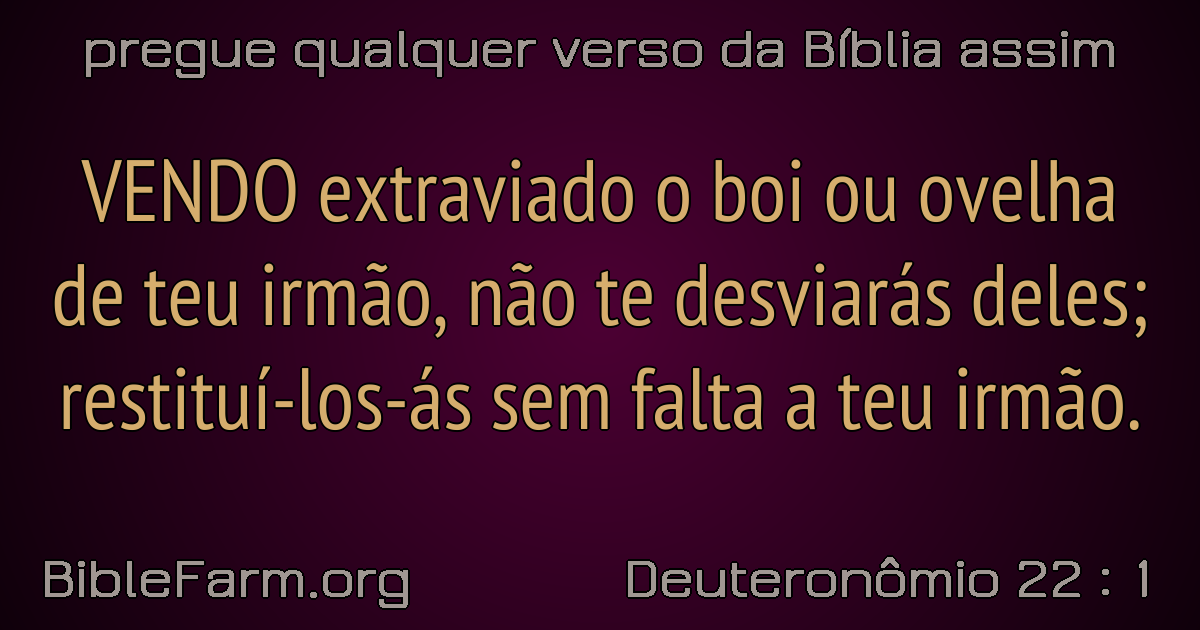 pregue qualquer verso da Bíblia assim
VENDO extraviado o boi ou ovelha
de teu irmão, não te desviarás deles;
restituí-los-ás sem falta a teu irmão.
BibleFarm.org
Deuteronômio 22 : 1